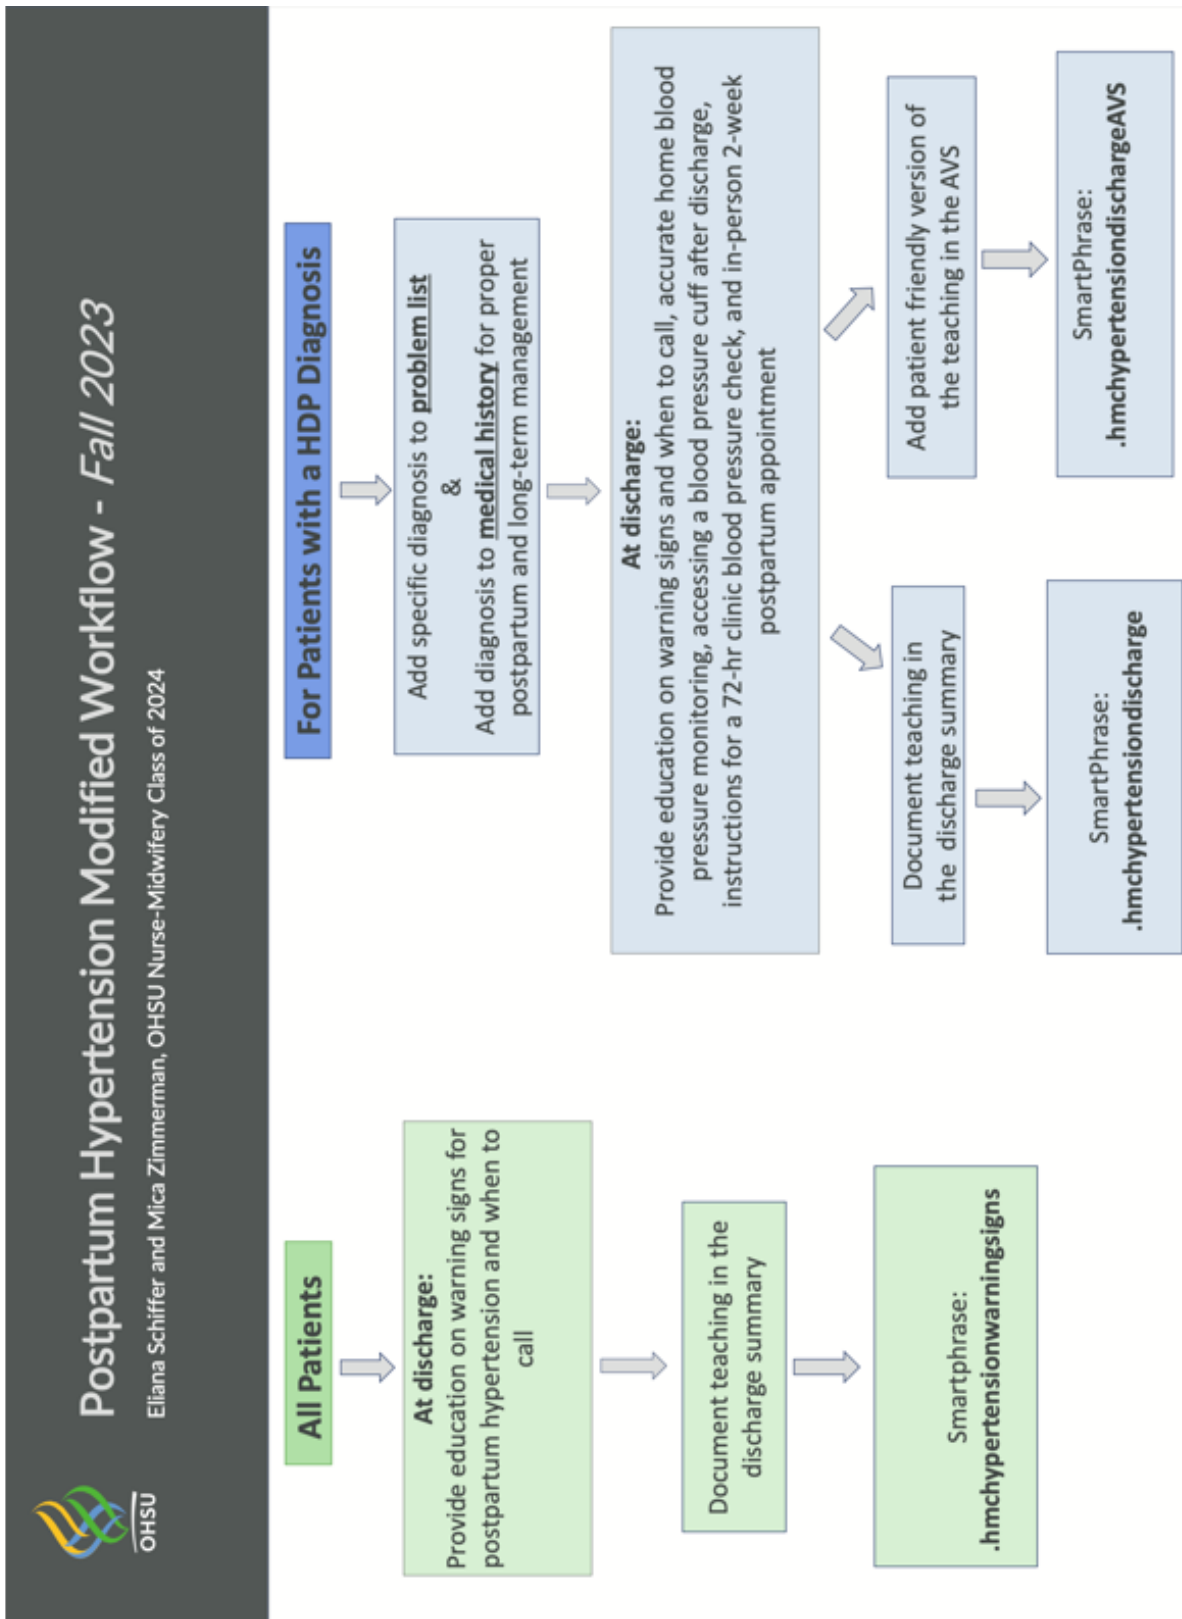 OHSU
Postpartum Hypertension Modified Workflow - Fall 2023
Eliana Schiffer and Mica Zimmerman, OHSU Nurse-Midwifery Class of 2024
All Patients
At discharge:
Provide education on warning signs for
postpartum hypertension and when to
call
Document teaching in the
discharge summary
Smartphrase:
.hmchypertensionwarningsigns
For Patients with a HDP Diagnosis
Add specific diagnosis to problem list
&
Add diagnosis to medical history for proper
postpartum and long-term management
At discharge:
Provide education on warning signs and when to call, accurate home blood
pressure monitoring, accessing a blood pressure cuff after discharge,
instructions for a 72-hr clinic blood pressure check, and in-person 2-week
postpartum appointment
Document teaching in
the discharge summary
SmartPhrase:
.hmchypertensiondischarge
Add patient friendly version of
the teaching in the AVS
SmartPhrase:
.hmchypertensiondischargeAVS